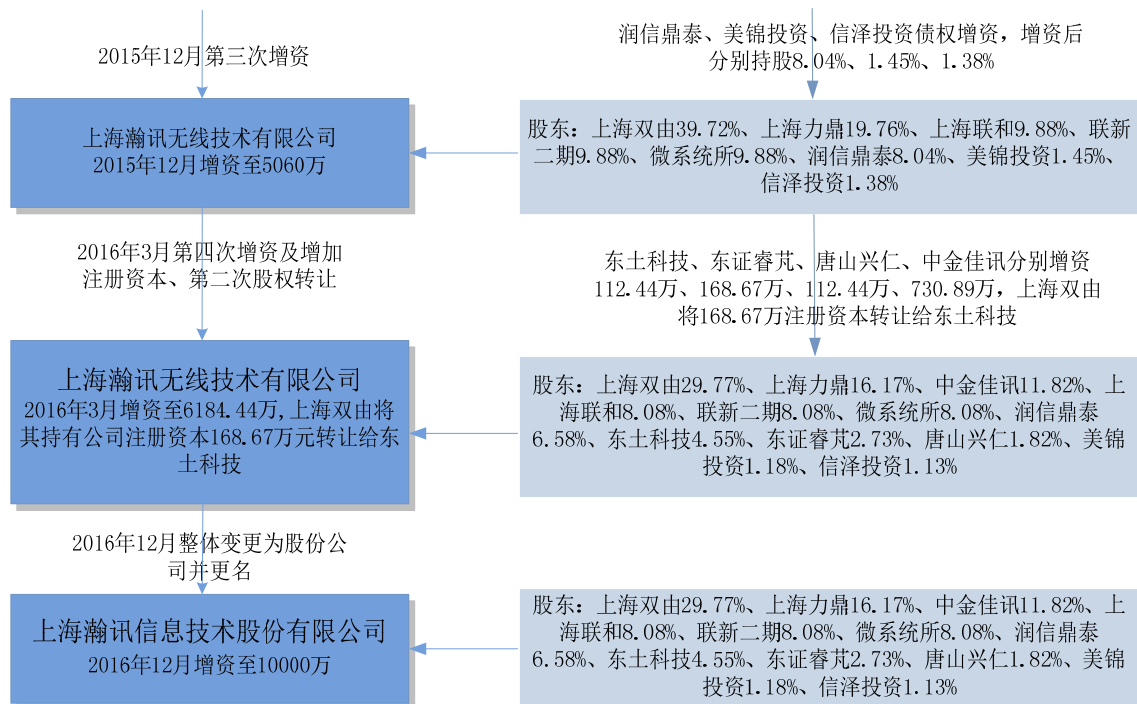 2015年12月第三次增资
润信鼎泰、美锦投资、信泽投资债权增资，增资后
分别持股8.04%、1.45%、1.38%
上海瀚讯无线技术有限公司
2015年12月增资至5060万
股东：上海双由39.72%、上海力鼎19.76%、上海联和9.88%、联新
二期9.88%、微系统所9.88%、润信鼎泰8.04%、美锦投资1.45%、
信泽投资1.38%
2016年3月第四次增资及增加
注册资本、第二次股权转让
东土科技、东证睿芃、唐山兴仁、中金佳讯分别增资
112.44万、168.67万、112.44万、730.89万，上海双由
将168.67万注册资本转让给东土科技
上海瀚讯无线技术有限公司
2016年3月增资至6184.44万,上海双由将
其持有公司注册资本168.67万元转让给东
土科技
股东：上海双由29.77%、上海力鼎16.17%、中金佳讯11.82%、上
海联和8.08%、联新二期8.08%、微系统所8.08%、润信鼎泰
6.58%、东土科技4.55%、东证睿芃2.73%、唐山兴仁1.82%、美锦
投资1.18%、信泽投资1.13%
2016年12月整体变更为股份公
司并更名
上海瀚讯信息技术股份有限公司
2016年12月增资至10000万
股东：上海双由29.77%、上海力鼎16.17%、中金佳讯11.82%、上
海联和8.08%、联新二期8.08%、微系统所8.08%、润信鼎泰
6.58%、东土科技4.55%、东证睿芃2.73%、唐山兴仁1.82%、美锦
投资1.18%、信泽投资1.13%